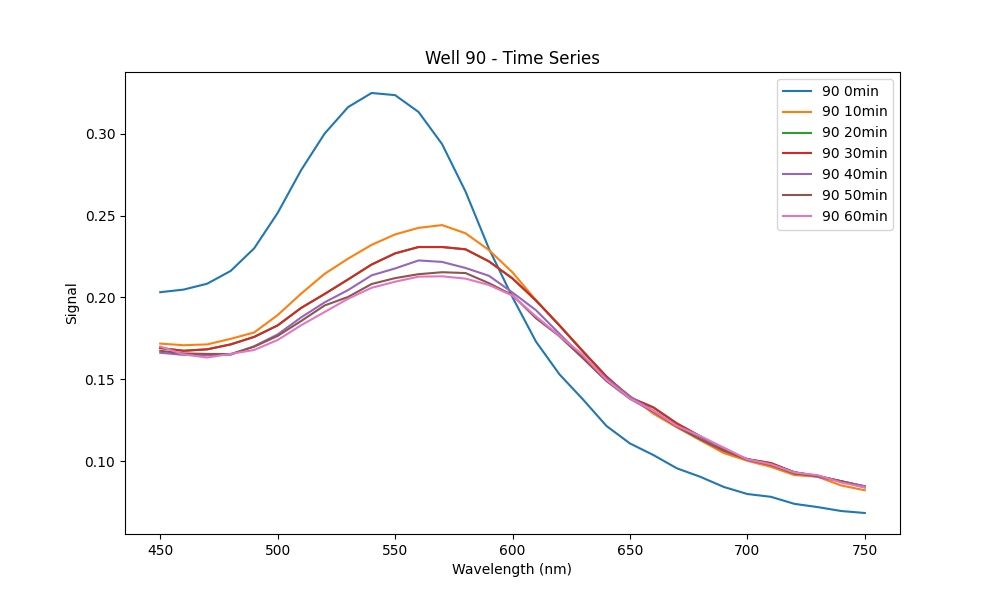 Well 90 - Time Series
90 0min
90 10min
90 20min
90 30min
90 40min
90 50min
90 60min
Signal
0.30
0.25
0.20
0.15
0.10
450 500 550 600 650 700 750
Wavelength (nm)